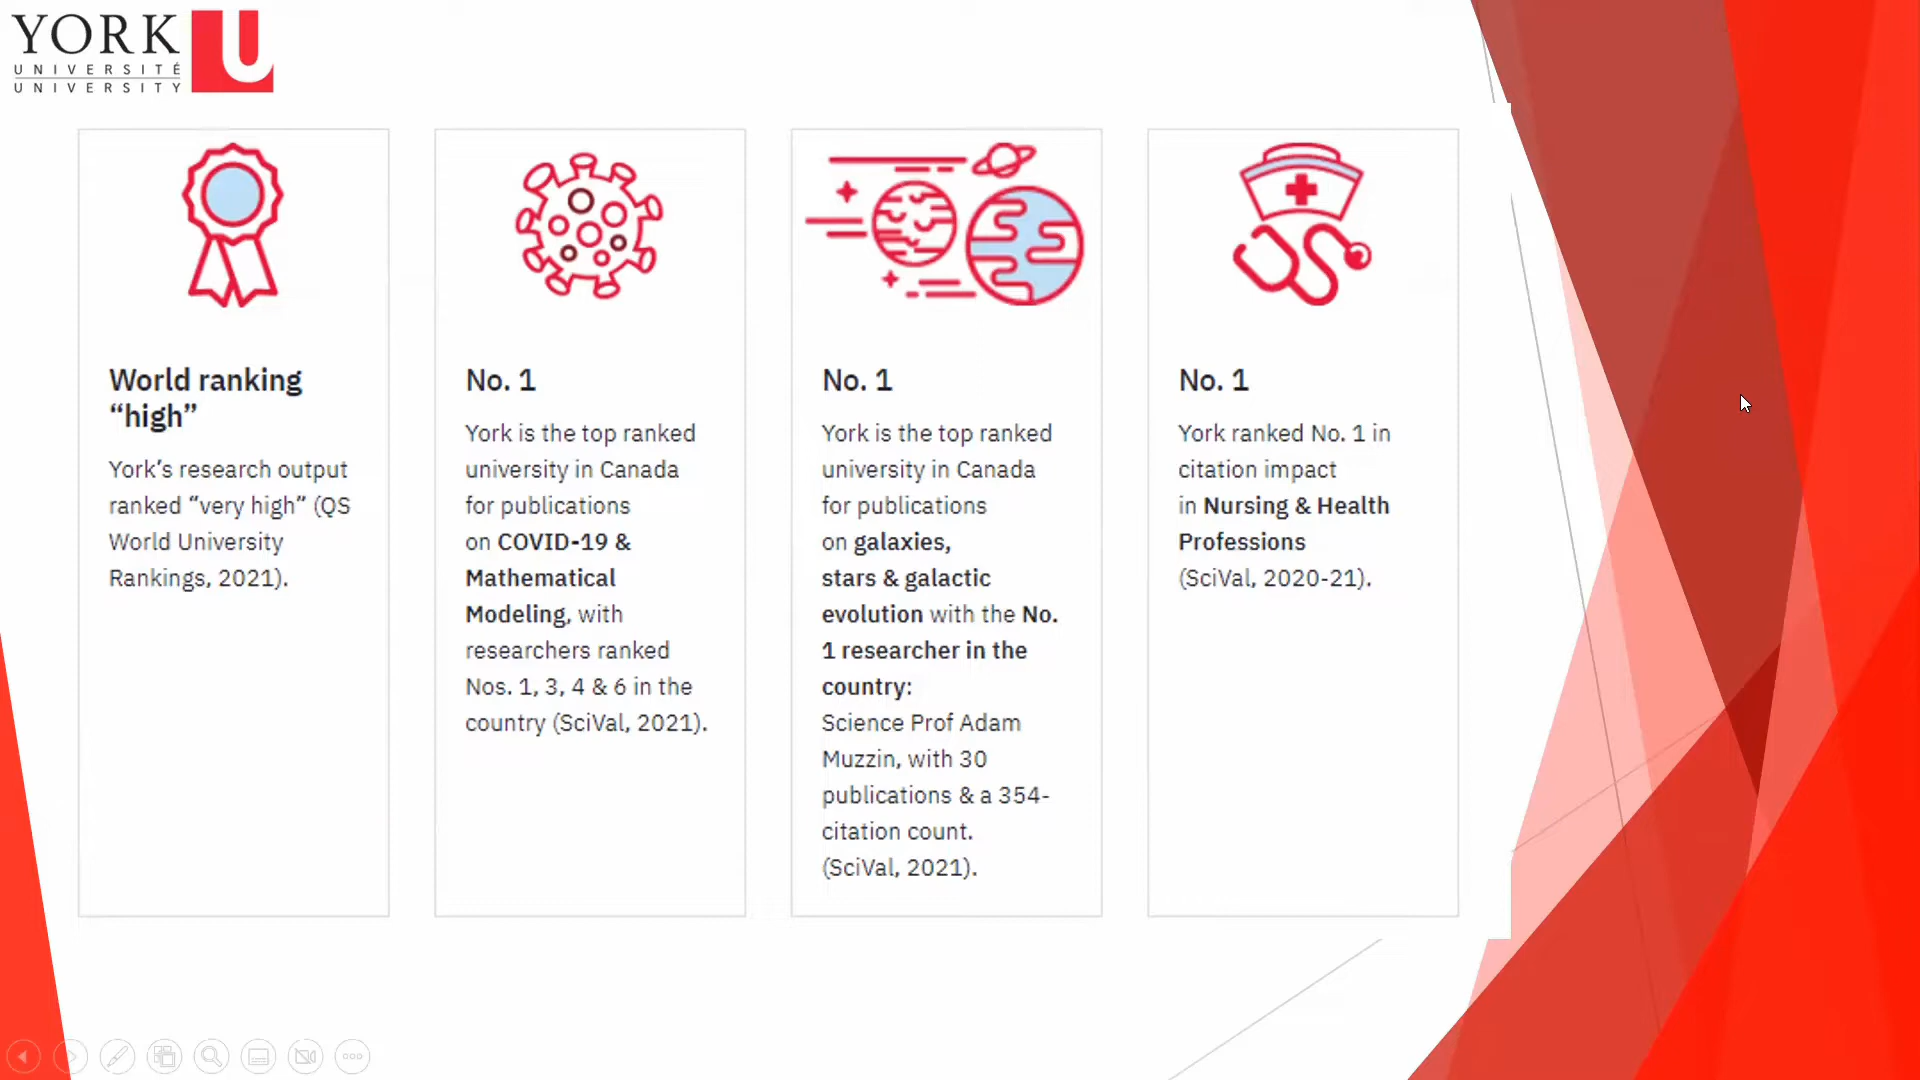 YORK U
UNIVERSITÉ
UNIVERSITY
World ranking
“high”
York’s research output
ranked “very high” (QS
World University
Rankings, 2021).
No. 1
York is the top ranked
university in Canada
for publications
on COVID-19 &
Mathematical
Modeling, with
researchers ranked
Nos. 1, 3, 4 & 6 in the
country (SciVal, 2021).
No. 1
York is the top ranked
university in Canada
for publications
on galaxies,
stars & galactic
evolution with the No.
1 researcher in the
country:
Science Prof Adam
Muzzin, with 30
publications & a 354-
citation count.
(SciVal, 2021).
No. 1
York ranked No. 1 in
citation impact
in Nursing & Health
Professions
(SciVal, 2020-21).